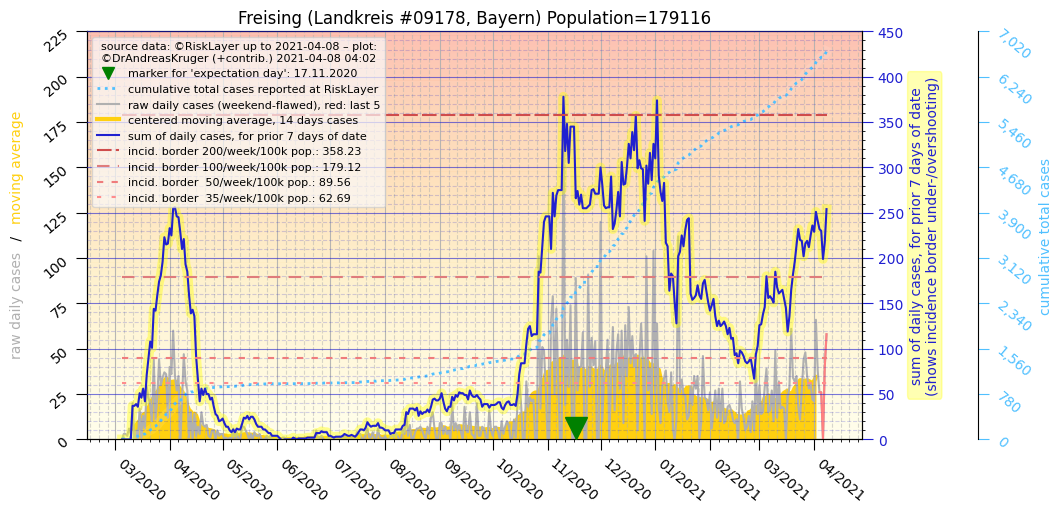 Freising (Landkreis #09178, Bayern) Population=179116
source data: ©RiskLayer up to 2021-04-08 – plot:
©DrAndreasKruger (+contrib.) 2021-04-08 04:02
marker for 'expectation day': 17.11.2020
cumulative total cases reported at RiskLayer
raw daily cases (weekend-flawed), red: last 5
centered moving average, 14 days cases
sum of daily cases, for prior 7 days of date
incid. border 200/week/100k pop.: 358.23
incid. border 100/week/100k pop.: 179.12
incid. border  50/week/100k pop.: 89.56
incid. border  35/week/100k pop.: 62.69
raw daily cases / moving average
225
200
175
150
125
100
75
50
25
0
03/2020
04/2020
05/2020
06/2020
07/2020
08/2020
09/2020
10/2020
11/2020
12/2020
01/2021
02/2021
03/2021
04/2021
450
400
350
300
250
200
150
100
50
0
sum of daily cases, for prior 7 days of date
(shows incidence border under-/overshooting)
7,020
6,240
5,460
4,680
3,900
3,120
2,340
1,560
780
0
cumulative total cases